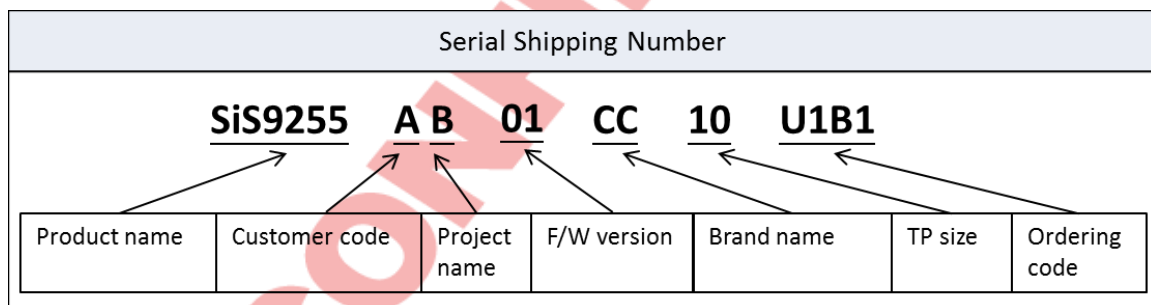 Serial Shipping Number
SiS9255 A B 01 CC 10 U1B1
Product name
Customer code
Project
name
F/W version
Brand name
TP size
Ordering
code